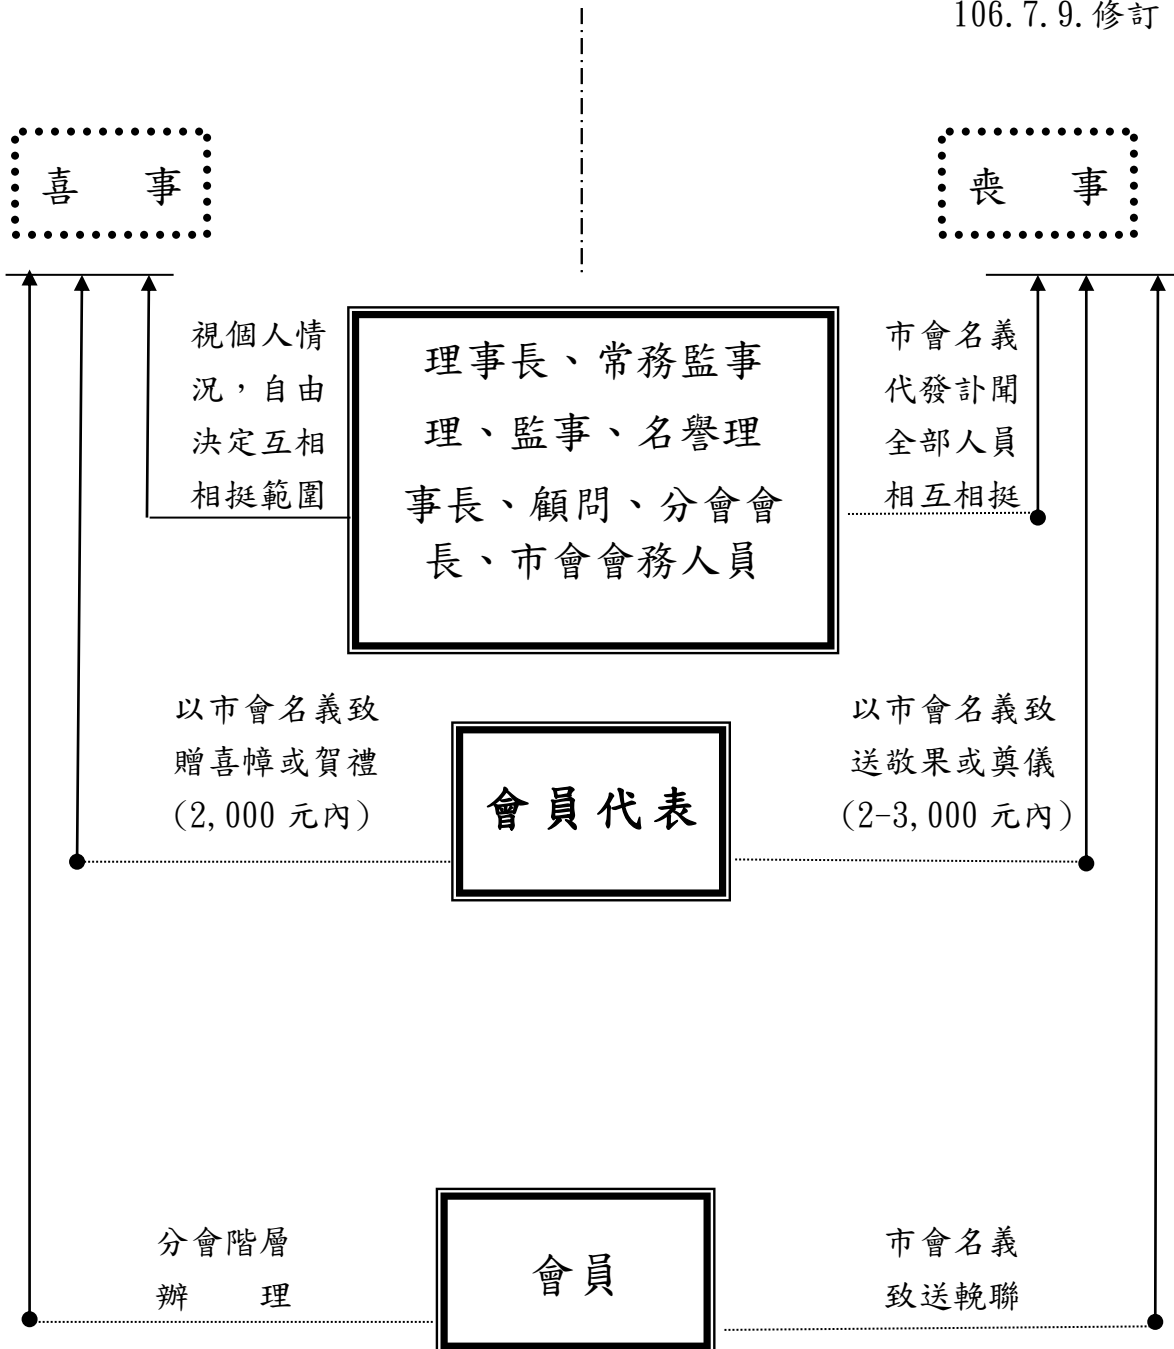 106.7.9.修訂
喜 事
喪 事
視個人情
況，自由
決定互相
相挺範圍
理事長、常務監事
理、監事、名譽理
事長、顧問、分會會
長、市會會務人員
市會名義
代發訃聞
全部人員
相互相挺
以市會名義致
贈喜幛或賀禮
(2,000 元內)
會員代表
以市會名義致
送敬果或奠儀
(2-3,000 元內)
分會階層
辦 理
會員
市會名義
致送輓聯